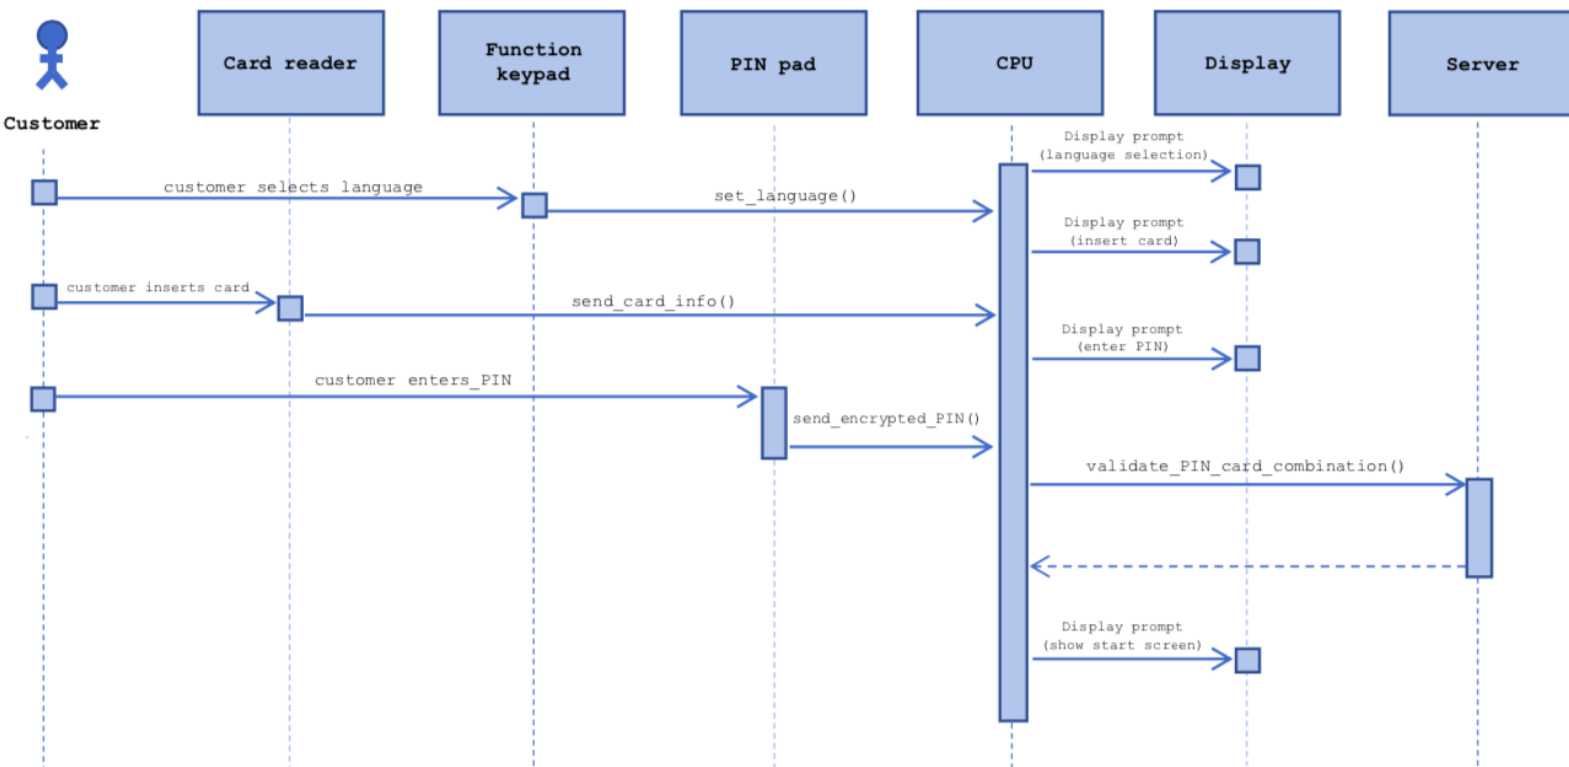 Customer
Card reader
Function
keypad
PIN pad
CPU
Display
Server
Display prompt
(language selection)
customer selects language
set_language()
Display prompt
(insert card)
customer inserts card
send_card_info()
Display prompt
(enter PIN)
customer enters_PIN
send_encrypted_PIN()
validate_PIN_card_combination()
Display prompt
(show start screen)